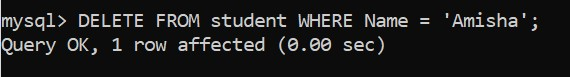 mysql> DELETE FROM student WHERE Name = 'Amisha';
Query OK, 1 row affected (0.00 sec)